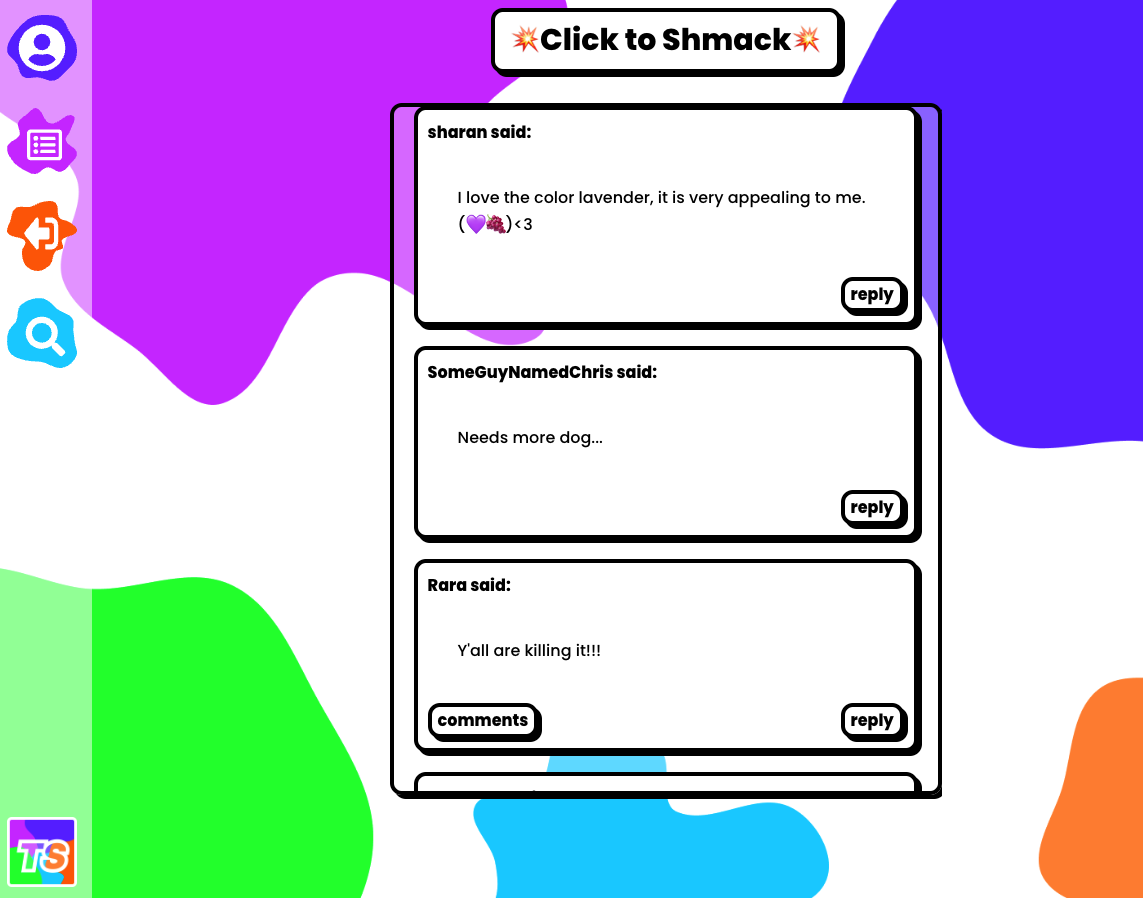 💥Click to Shmack💥
sharan said:
I love the color lavender, it is very appealing to me.
(💜🍇)<3
reply
SomeGuyNamedChris said:
Needs more dog...
reply
Rara said:
Y'all are killing it!!!
comments
reply
TS